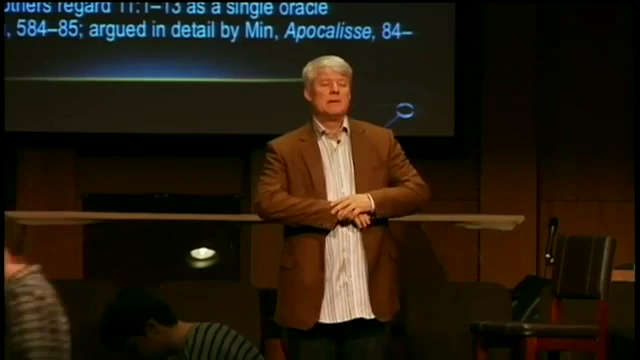 others regard 11:1–13 as a single oracle
, 584–85; argued in detail by Min, Apocalisse, 84–